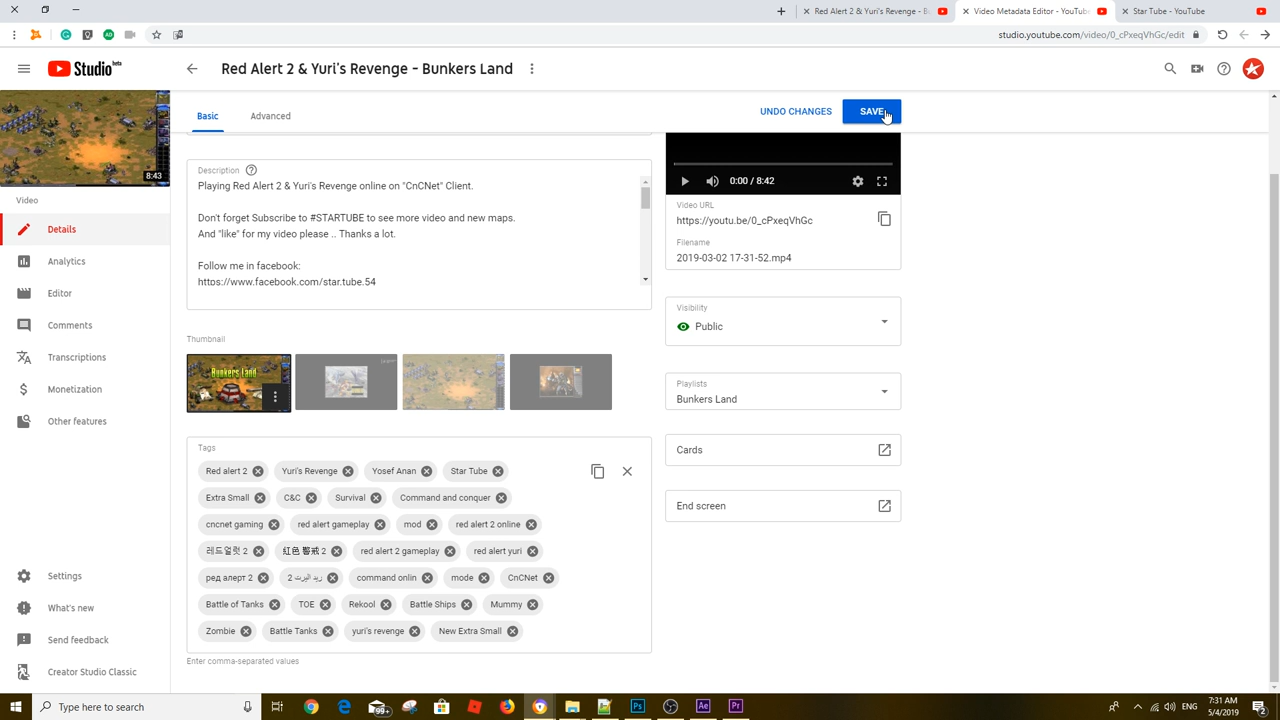 Red Alert 2 & Yuri's Revenge - B
Video Metadata Editor - YouTube
Star Tube - YouTube
studio.youtube.com/video/0_cPxeqVhGc/edit
Studio beta
Red Alert 2 & Yuri's Revenge - Bunkers Land
Basic
Advanced
UNDO CHANGES
SAVE
8:43
Video
Details
Analytics
Editor
Comments
Transcriptions
Monetization
Other features
Settings
What's new
Send feedback
Creator Studio Classic
Description
Playing Red Alert 2 & Yuri's Revenge online on "CnCNet" Client.
Don't forget Subscribe to #STARTUBE to see more video and new maps.
And "like" for my video please .. Thanks a lot.
Follow me in facebook:
https://www.facebook.com/star.tube.54
Thumbnail
Bunkers Land
Tags
Red alert 2 Yuri's Revenge Yosef Anan Star Tube
Extra Small C&C Survival Command and conquer
cncnet gaming red alert gameplay mod red alert 2 online
레드얼럿 2 紅色 警戒 2 red alert 2 gameplay red alert yuri
ред алерт 2 ريد اليرت 2 command onlin mode CnCNet
Battle of Tanks TOE Rekool Battle Ships Mummy
Zombie Battle Tanks yuri's revenge New Extra Small
Enter comma-separated values
0:00 / 8:42
Video URL
https://youtu.be/0_cPxeqVhGc
Filename
2019-03-02 17-31-52.mp4
Visibility
Public
Playlists
Bunkers Land
Cards
End screen
Type here to search
99+
Ps
Ae
Pr
ENG
7:31 AM
5/4/2019
2